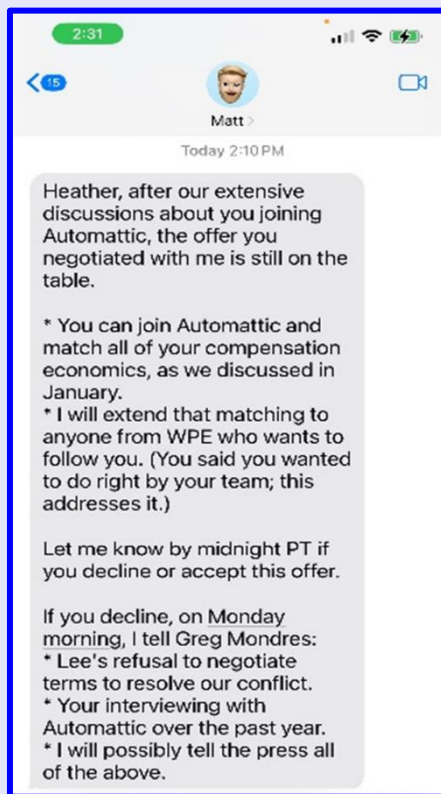 2:31
15
Matt >
Today 2:10 PM
Heather, after our extensive
discussions about you joining
Automattic, the offer you
negotiated with me is still on the
table.
* You can join Automattic and
match all of your compensation
economics, as we discussed in
January.
* I will extend that matching to
anyone from WPE who wants to
follow you. (You said you wanted
to do right by your team; this
addresses it.)
Let me know by midnight PT if
you decline or accept this offer.
If you decline, on Monday
morning, I tell Greg Mondres:
* Lee's refusal to negotiate
terms to resolve our conflict.
* Your interviewing with
Automattic over the past year.
* I will possibly tell the press all
of the above.